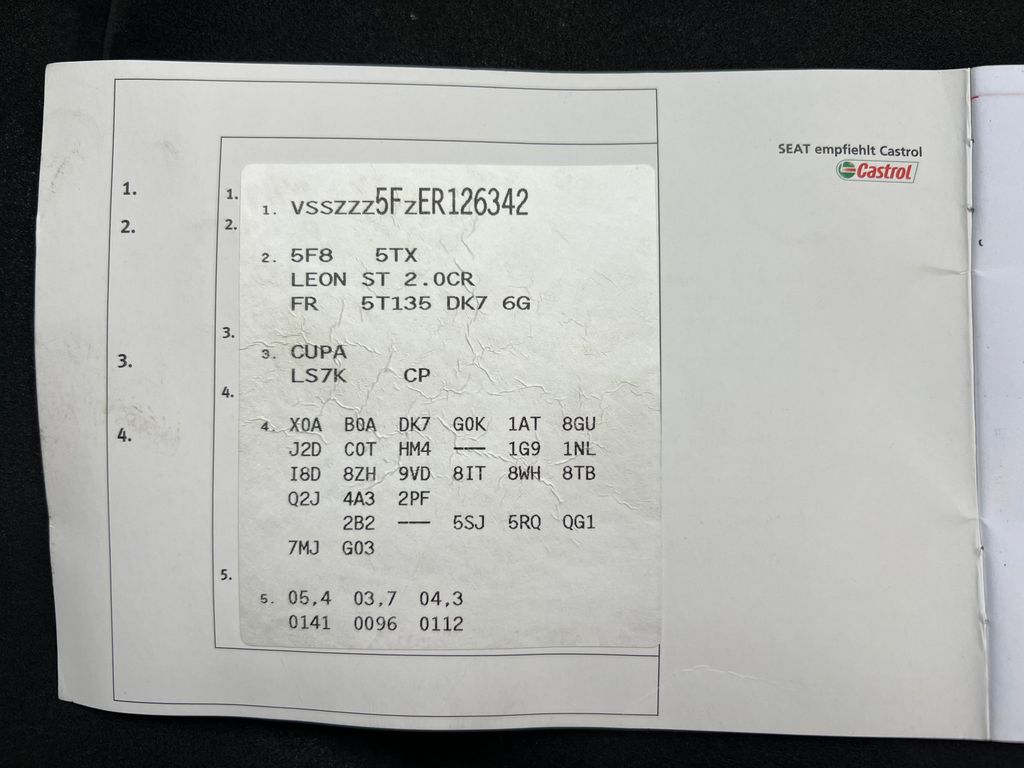 SEAT empfiehlt Castrol
Castrol
1.
2.
3.
4.
1.
2.
3.
4.
5.
1. VSSZZZ5FZER126342
2. 5F8 5TX
LEON ST 2.0CR
FR 5T135 DK7 6G
3. CUPA
LS7K CP
4. X0A B0A DK7 G0K 1AT 8GU
J2D C0T HM4 --- 1G9 1NL
I8D 8ZH 9VD 8IT 8WH 8TB
Q2J 4A3 2PF
2B2 --- 5SJ 5RQ QG1
7MJ G03
5. 05,4 03,7 04,3
0141 0096 0112